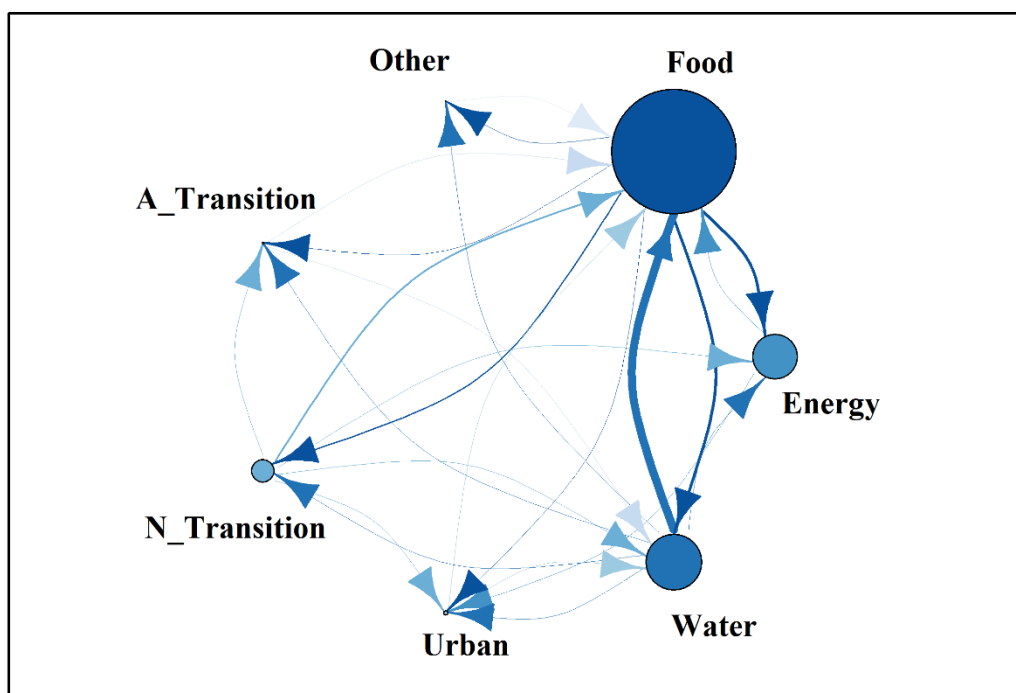 Other
Food
A_Transition
Energy
N_Transition
Urban
Water